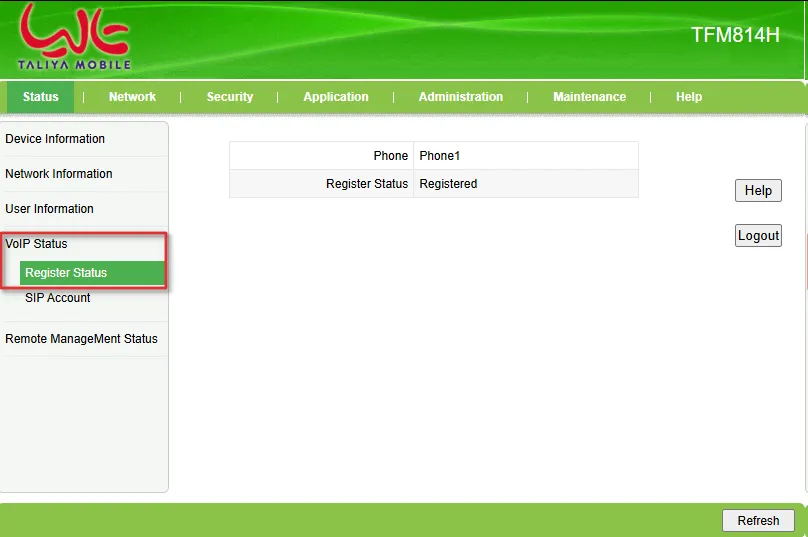 تاليا
TALIYA MOBILE
TFM814H
Status | Network | Security | Application | Administration | Maintenance | Help
Device Information
Network Information
User Information
VoIP Status
Register Status
SIP Account
Remote ManageMent Status
Phone Phone1
Register Status Registered
Help
Logout
Refresh